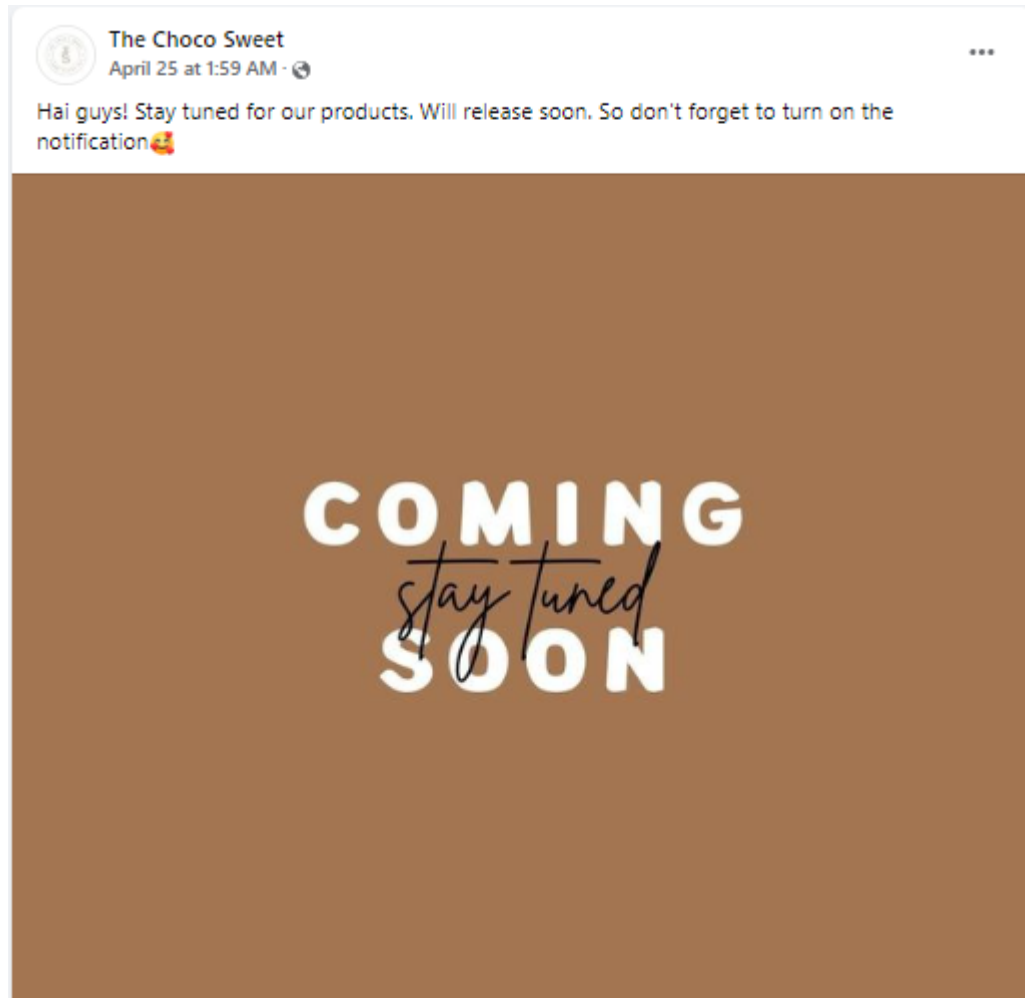 The Choco Sweet
April 25 at 1:59 AM ·
Hai guys! Stay tuned for our products. Will release soon. So don't forget to turn on the
notification🥰
COMING
stay tuned
SOON